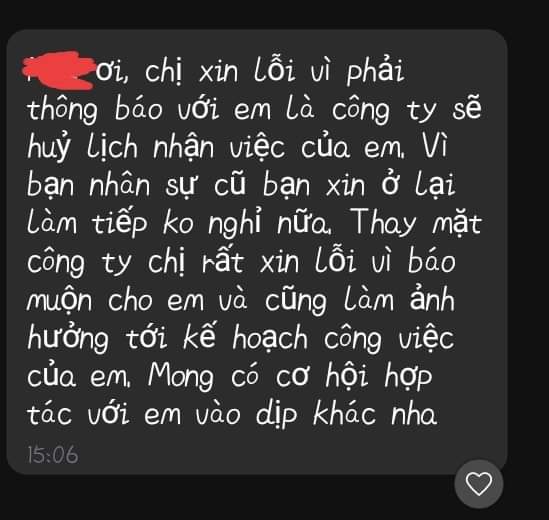 ơi, chị xin lỗi vì phải
thông báo với em là công ty sẽ
huỷ lịch nhận việc của em. Vì
bạn nhân sự cũ bạn xin ở lại
làm tiếp ko nghỉ nữa. Thay mặt
công ty chị rất xin lỗi vì báo
muộn cho em và cũng làm ảnh
hưởng tới kế hoạch công việc
của em. Mong có cơ hội hợp
tác với em vào dịp khác nha
15:06